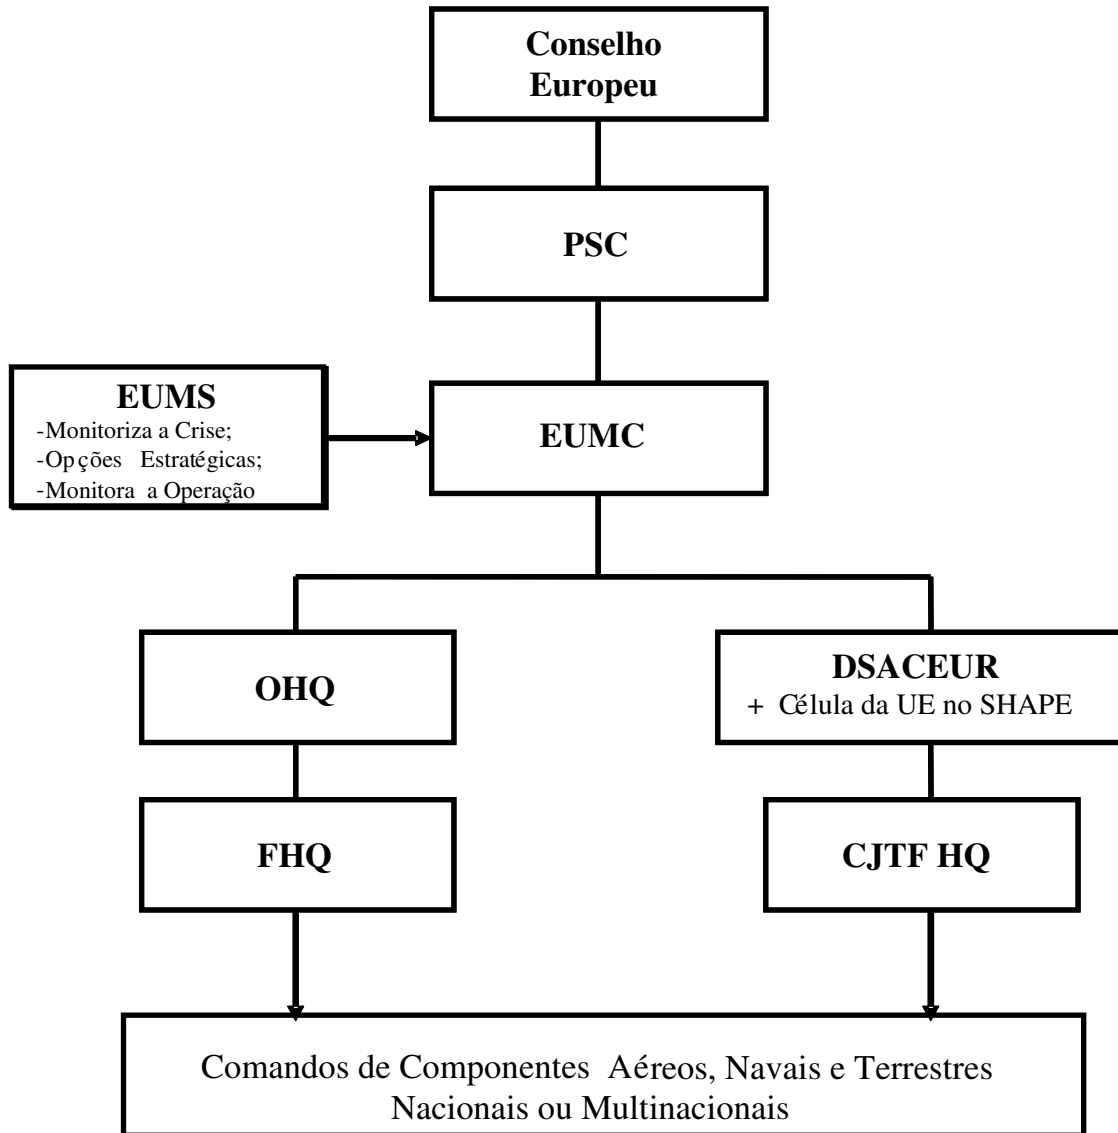 Conselho
Europeu
PSC
EUMS
-Monitoriza a Crise;
-Opções Estratégicas;
-Monitora a Operação
EUMC
OHQ
DSACEUR
+ Célula da UE no SHAPE
FHQ
CJTF HQ
Comandos de Componentes Aéreos, Navais e Terrestres
Nacionais ou Multinacionais